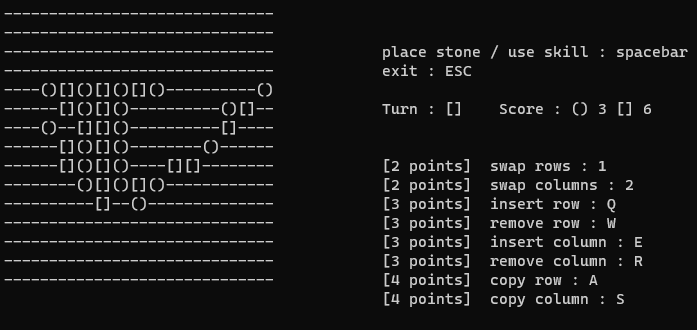 ------------------------------
------------------------------
------------------------------            place stone / use skill : spacebar
------------------------------            exit : ESC
----()[]()[]()[]()----------()
------[]()[]()----------()[]--            Turn : []    Score : () 3 [] 6
----()--[][]()----------[]----
------[]()[]()--------()------
------[]()[]()----[][]--------            [2 points]  swap rows : 1
--------()[]()[]()------------            [2 points]  swap columns : 2
----------[]--()--------------            [3 points]  insert row : Q
------------------------------            [3 points]  remove row : W
------------------------------            [3 points]  insert column : E
------------------------------            [3 points]  remove column : R
------------------------------            [4 points]  copy row : A
                                          [4 points]  copy column : S